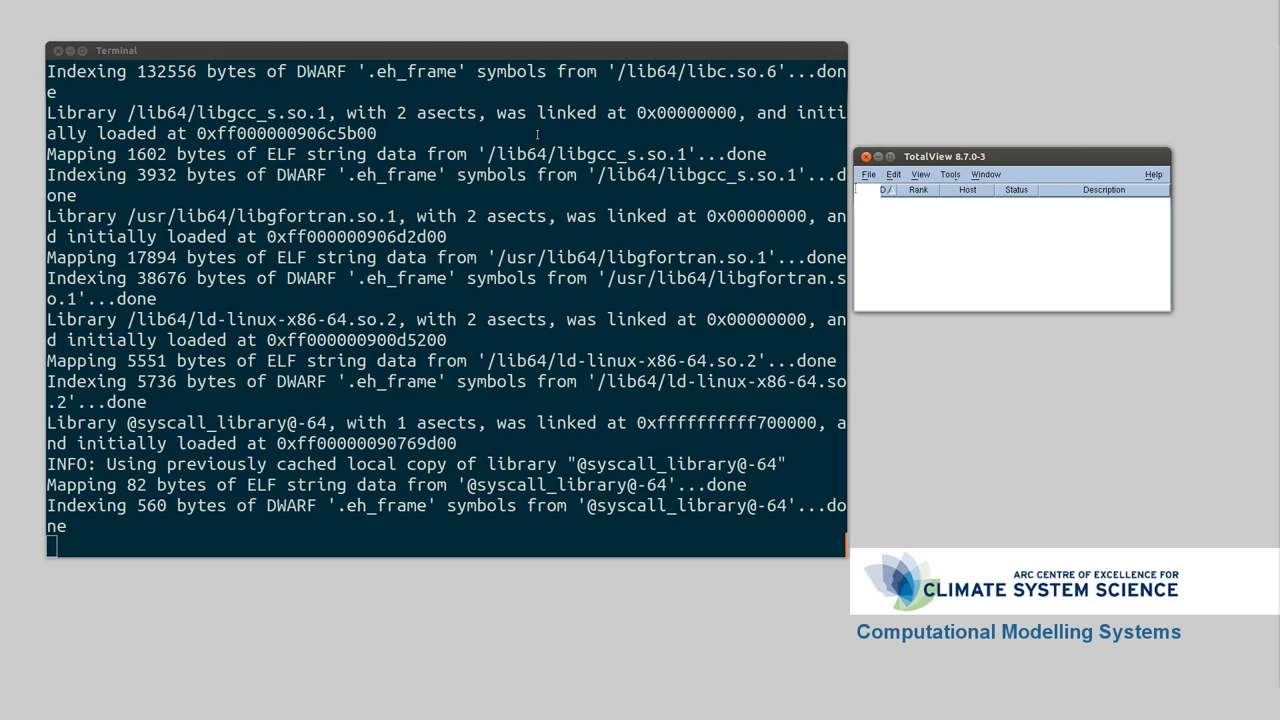 Terminal
Indexing 132556 bytes of DWARF '.eh_frame' symbols from '/lib64/libc.so.6'...don
e
Library /lib64/libgcc_s.so.1, with 2 asects, was linked at 0x00000000, and initi
ally loaded at 0xff000000906c5b00
Mapping 1602 bytes of ELF string data from '/lib64/libgcc_s.so.1'...done
Indexing 3932 bytes of DWARF '.eh_frame' symbols from '/lib64/libgcc_s.so.1'...d
one
Library /usr/lib64/libgfortran.so.1, with 2 asects, was linked at 0x00000000, an
d initially loaded at 0xff000000906d2d00
Mapping 17894 bytes of ELF string data from '/usr/lib64/libgfortran.so.1'...done
Indexing 38676 bytes of DWARF '.eh_frame' symbols from '/usr/lib64/libgfortran.s
o.1'...done
Library /lib64/ld-linux-x86-64.so.2, with 2 asects, was linked at 0x00000000, an
d initially loaded at 0xff000000900d5200
Mapping 5551 bytes of ELF string data from '/lib64/ld-linux-x86-64.so.2'...done
Indexing 5736 bytes of DWARF '.eh_frame' symbols from '/lib64/ld-linux-x86-64.so
.2'...done
Library @syscall_library@-64, with 1 asects, was linked at 0xffffffffff700000, a
nd initially loaded at 0xff00000090769d00
INFO: Using previously cached local copy of library "@syscall_library@-64"
Mapping 82 bytes of ELF string data from '@syscall_library@-64'...done
Indexing 560 bytes of DWARF '.eh_frame' symbols from '@syscall_library@-64'...do
ne
TotalView 8.7.0-3
File Edit View Tools Window Help
D/ Rank Host Status Description
ARC CENTRE OF EXCELLENCE FOR
CLIMATE SYSTEM SCIENCE
Computational Modelling Systems